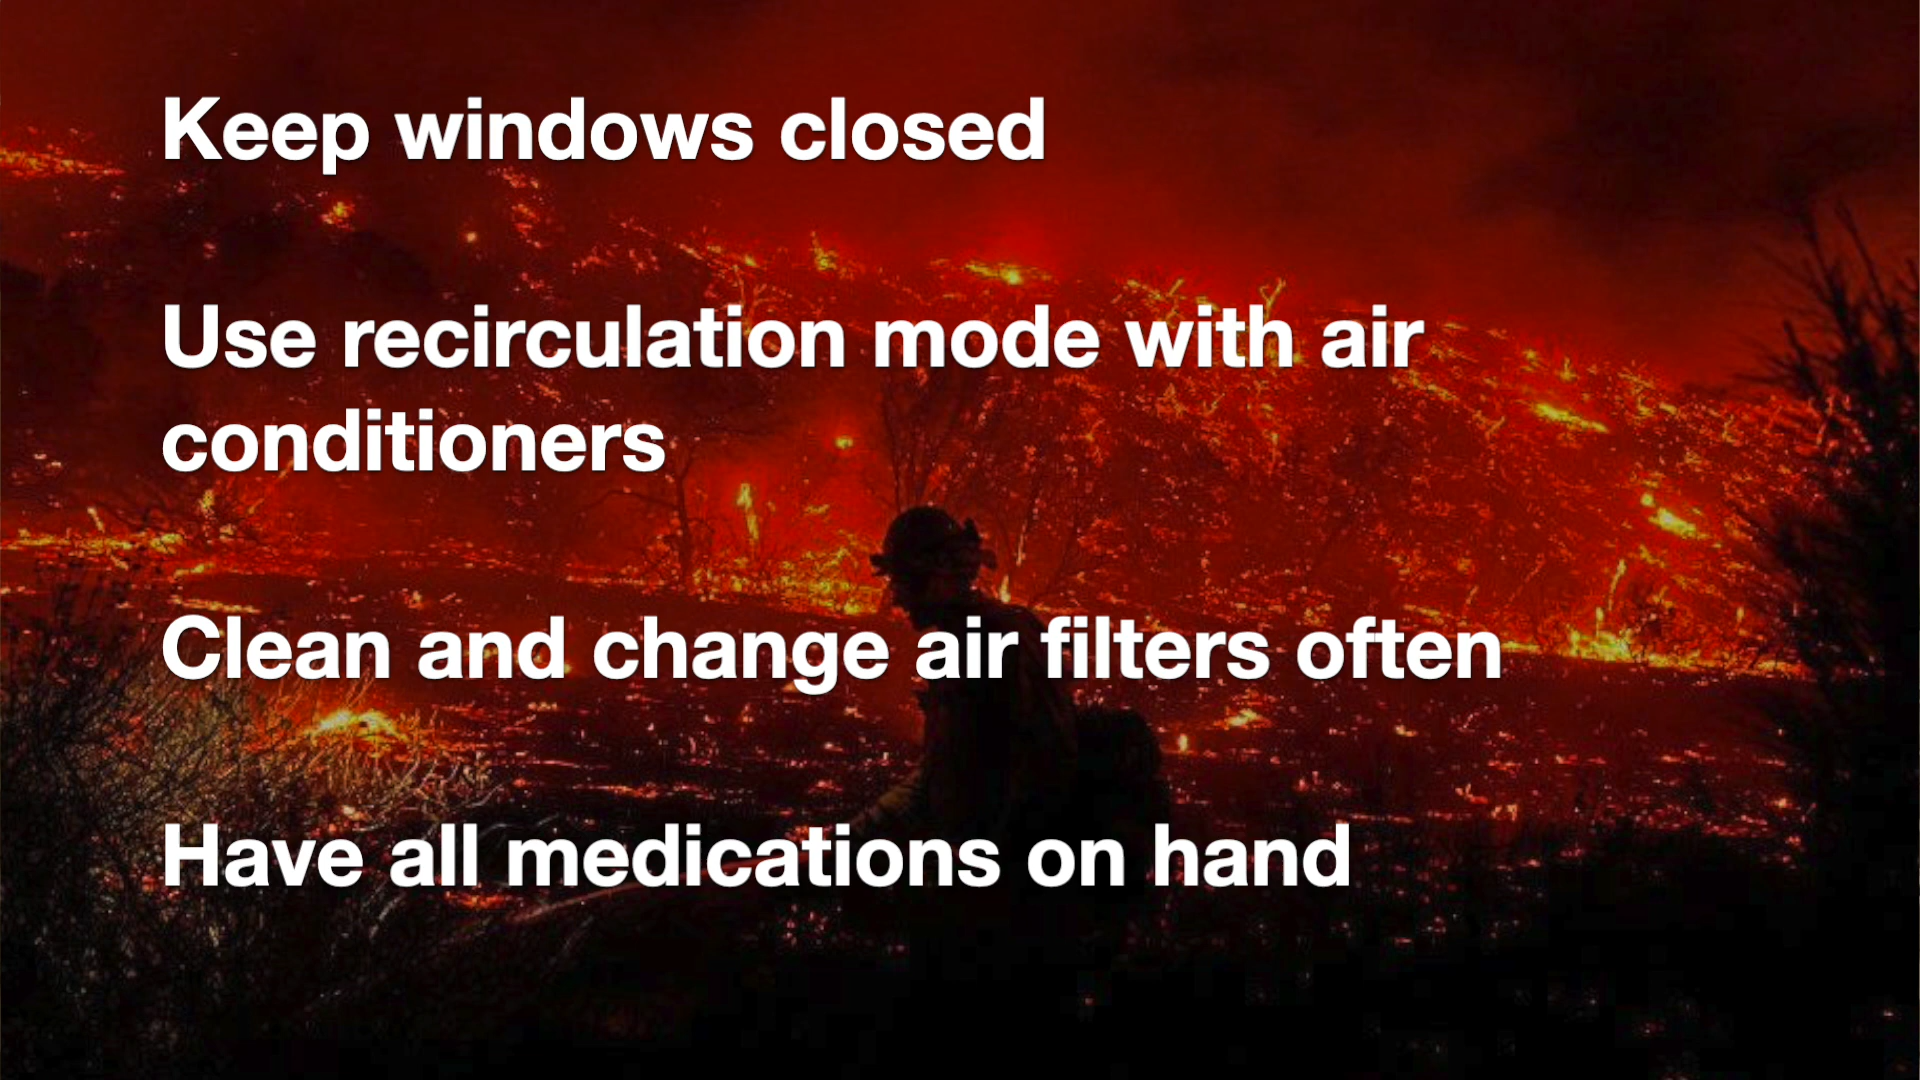 Keep windows closed
Use recirculation mode with air
conditioners
Clean and change air filters often
Have all medications on hand